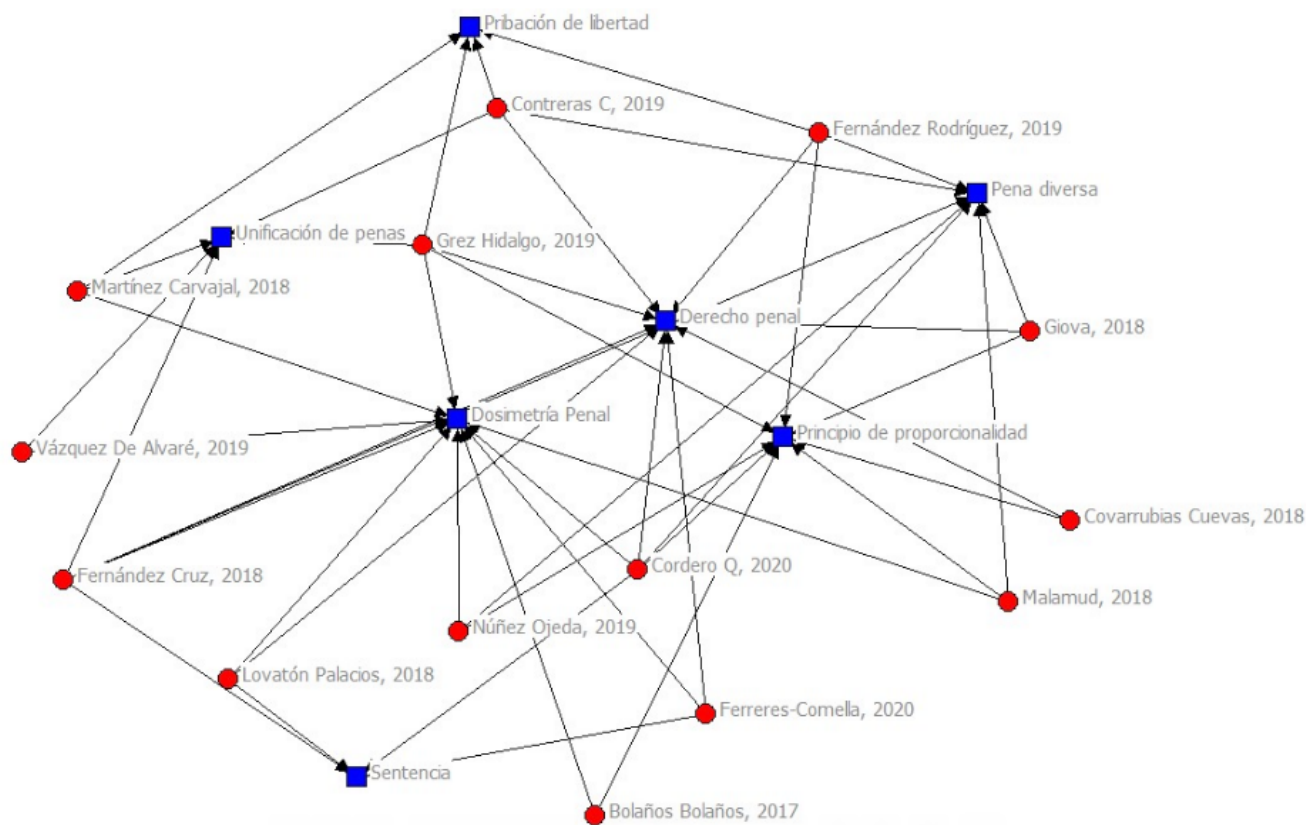 Pribación de libertad
Contreras C, 2019
Fernández Rodríguez, 2019
Pena diversa
Unificación de penas
Grez Hidalgo, 2019
Martínez Carvajal, 2018
Derecho penal
Giova, 2018
Dosimetría Penal
Principio de proporcionalidad
Vázquez De Alvaré, 2019
Covarrubias Cuevas, 2018
Cordero Q, 2020
Fernández Cruz, 2018
Malamud, 2018
Núñez Ojeda, 2019
Lovatón Palacios, 2018
Ferreres-Comella, 2020
Sentencia
Bolaños Bolaños, 2017